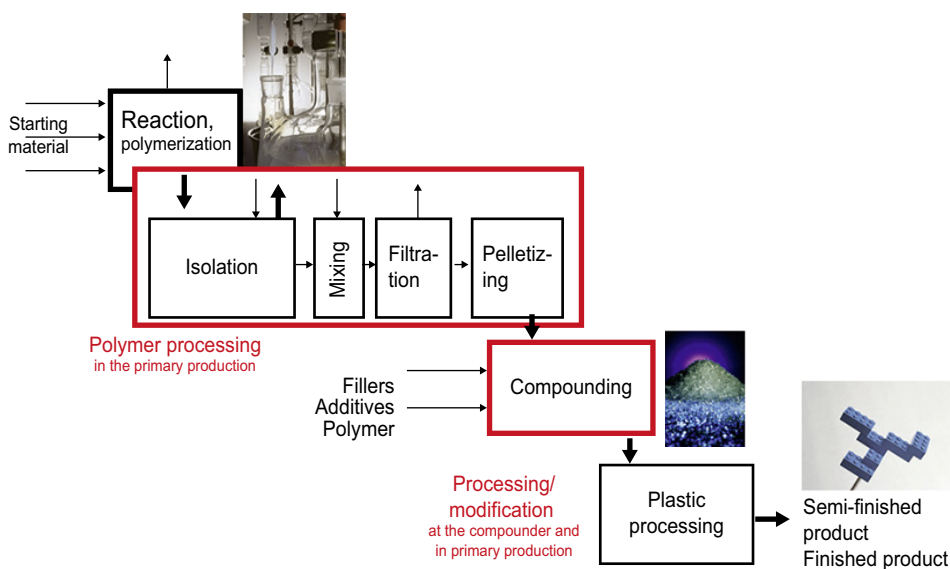 Reaction,
polymerization
Starting
material
Isolation
Mixing
Filtra-
tion
Pelletiz-
ing
Polymer processing
in the primary production
Fillers
Additives
Polymer
Compounding
Processing/
modification
at the compounder and
in primary production
Plastic
processing
Semi-finished
product
Finished product